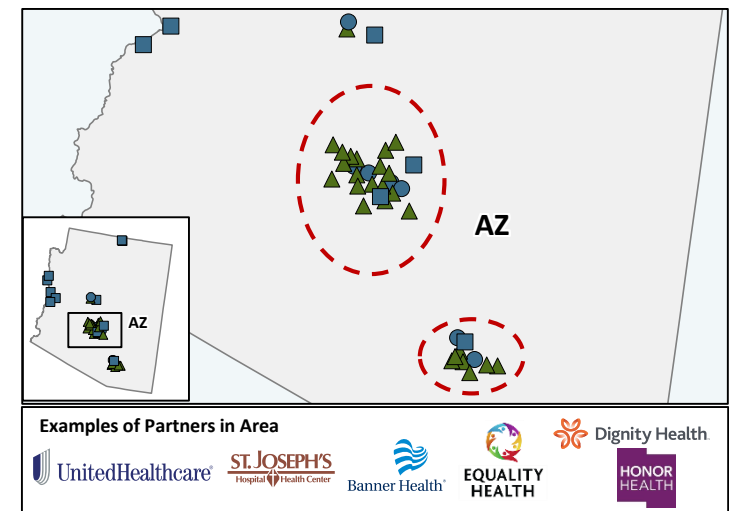 AZ
AZ
Examples of Partners in Area
UnitedHealthcare®
ST. JOSEPH'S
Hospital Health Center
Banner Health®
EQUALITY
HEALTH
Dignity Health.
HONOR
HEALTH